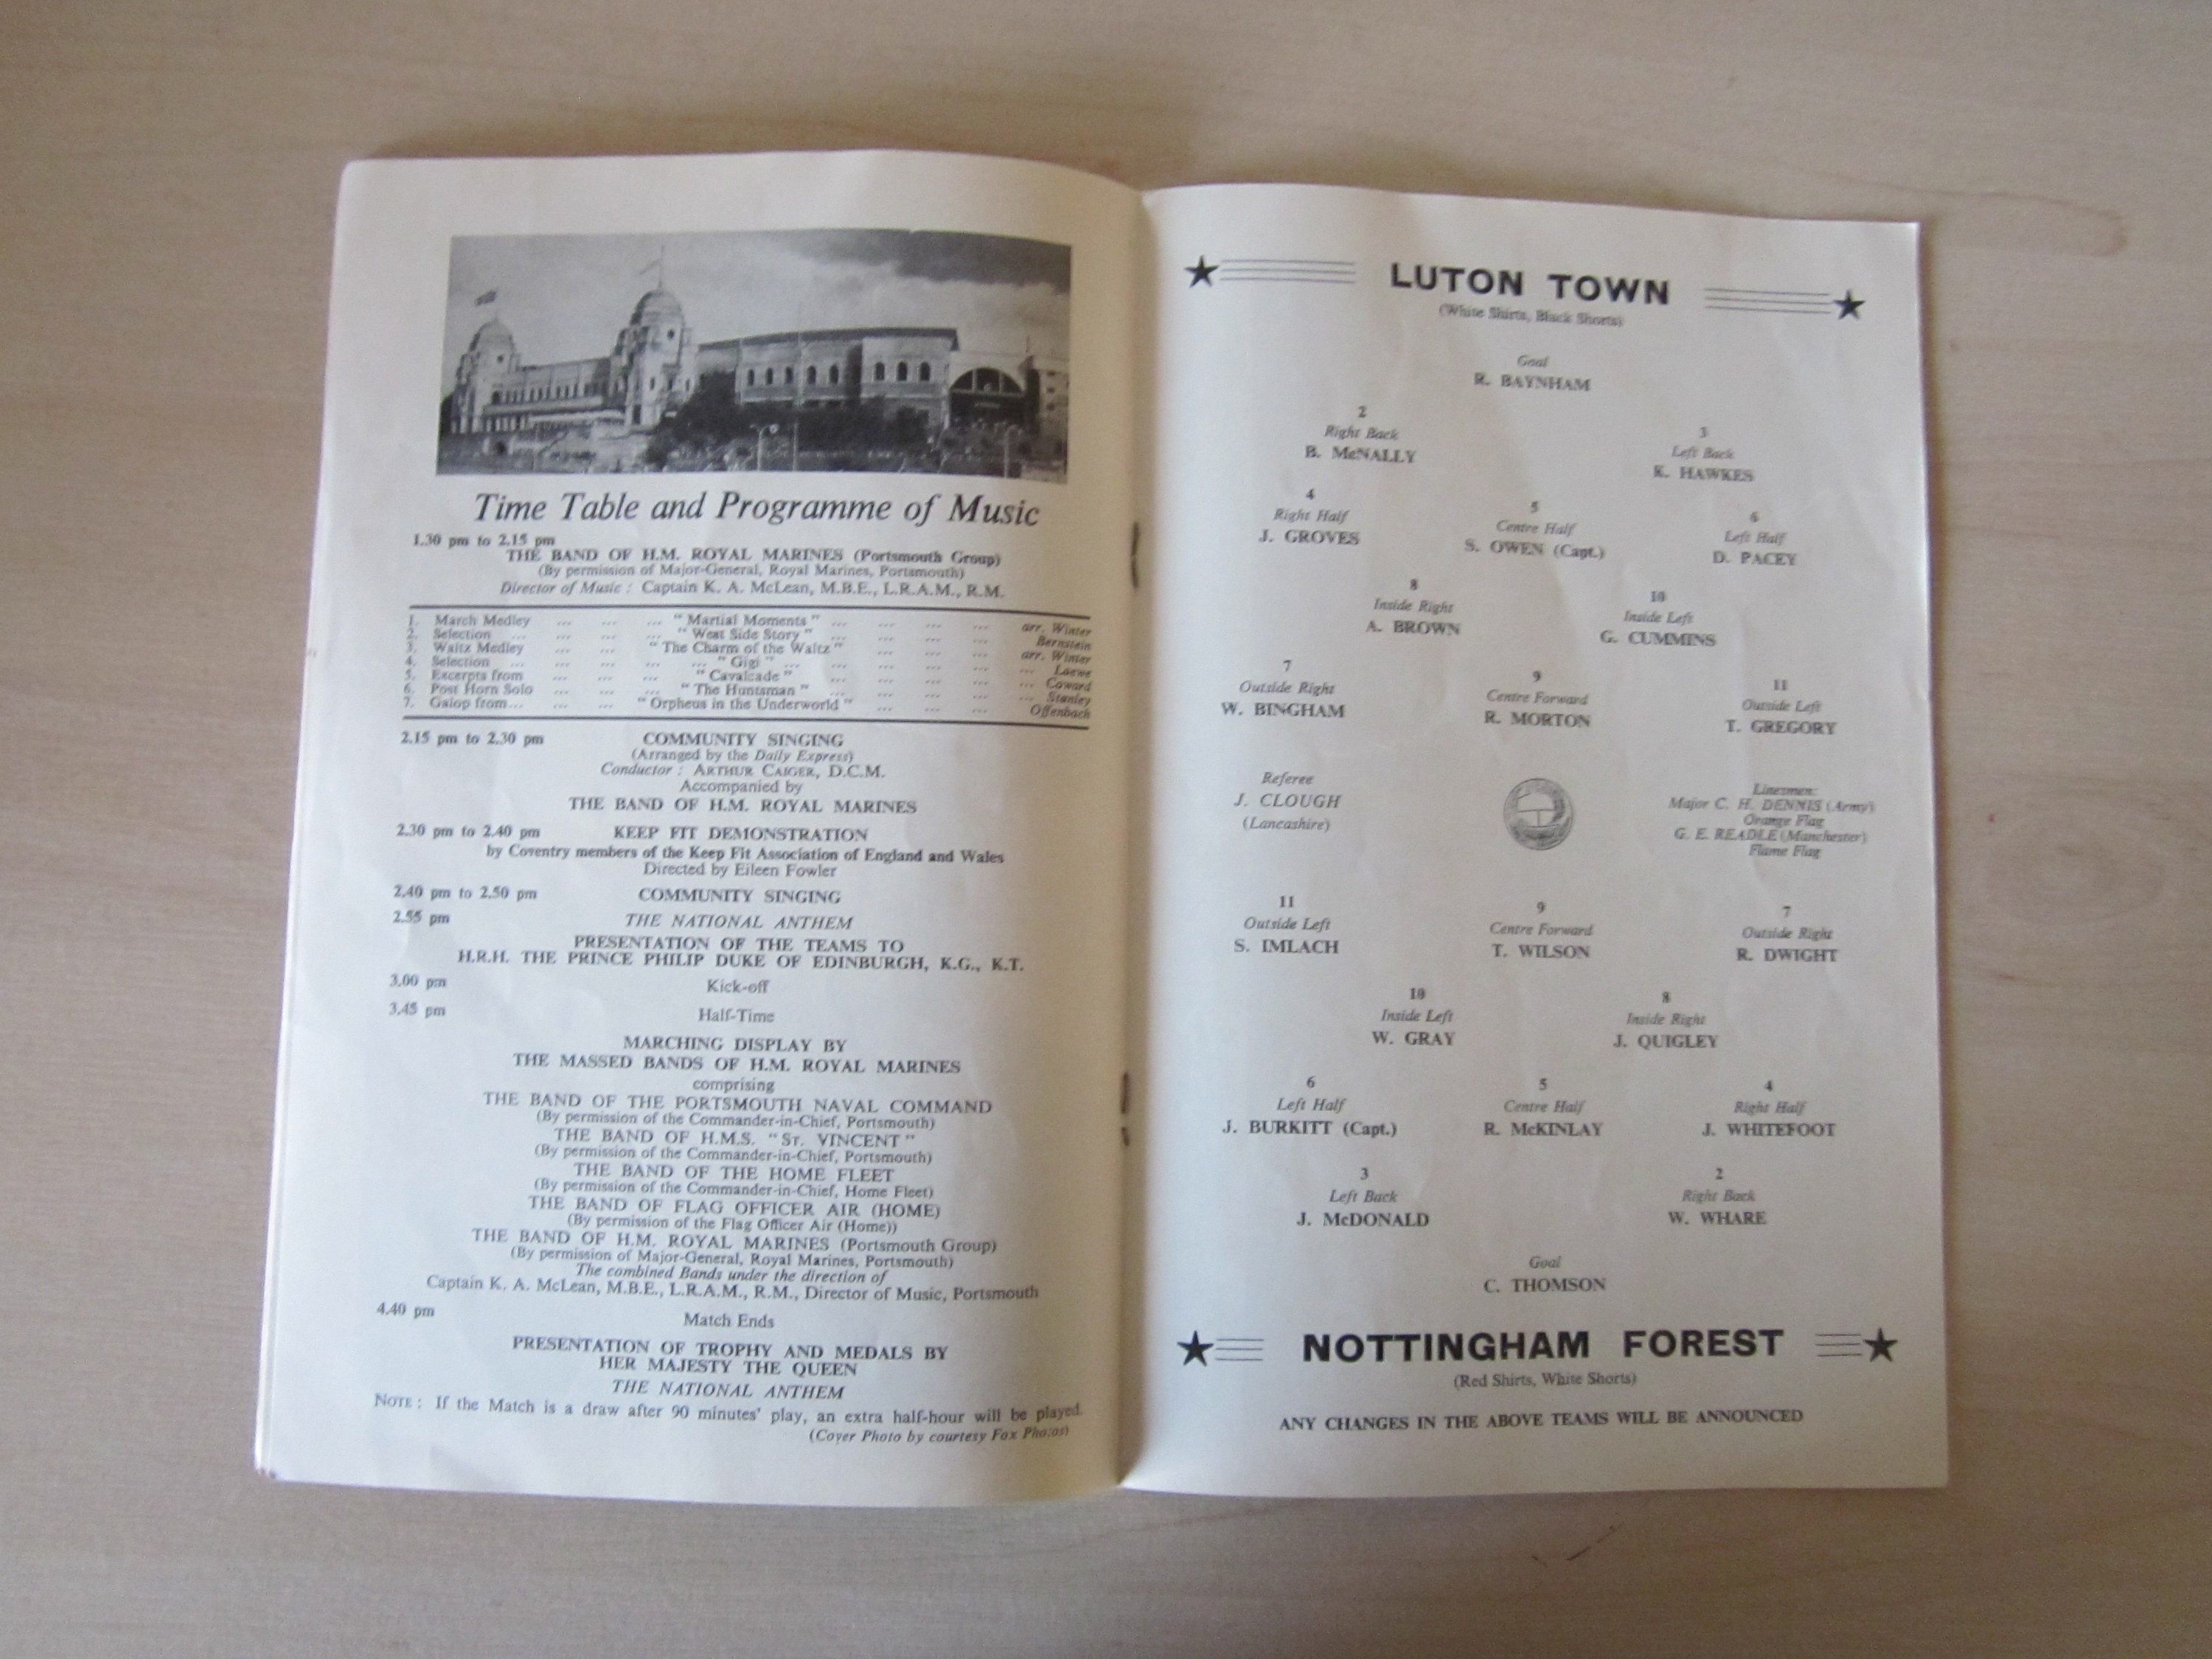 Time Table and Programme of Music
1.30 pm to 2.15 pm
THE BAND OF H.M. ROYAL MARINES (Portsmouth Group)
(By permission of Major-General, Royal Marines, Portsmouth)
Director of Music : Captain K. A. McLean, M.B.E., L.R.A.M., R.M.
1. March Medley ... ... ... " Martial Moments " ... ... ... ... arr. Winter
2. Selection ... ... ... ... " West Side Story " ... ... ... ... Bernstein
3. Waltz Medley ... ... " The Charm of the Waltz " ... ... ... arr. Winter
4. Selection ... ... ... ... ... " Gigi " ... ... ... ... ... ... Loewe
5. Excerpts from ... ... ... " Cavalcade " ... ... ... ... ... Coward
6. Post Horn Solo ... ... ... " The Huntsman " ... ... ... ... ... Stanley
7. Galop from ... ... ... " Orpheus in the Underworld " ... ... ... Offenbach
2.15 pm to 2.30 pm COMMUNITY SINGING
(Arranged by the Daily Express)
Conductor : ARTHUR CAIGER, D.C.M.
Accompanied by
THE BAND OF H.M. ROYAL MARINES
2.30 pm to 2.40 pm KEEP FIT DEMONSTRATION
by Coventry members of the Keep Fit Association of England and Wales
Directed by Eileen Fowler
2.40 pm to 2.50 pm COMMUNITY SINGING
2.55 pm THE NATIONAL ANTHEM
PRESENTATION OF THE TEAMS TO
H.R.H. THE PRINCE PHILIP DUKE OF EDINBURGH, K.G., K.T.
3.00 pm Kick-off
3.45 pm Half-Time
MARCHING DISPLAY BY
THE MASSED BANDS OF H.M. ROYAL MARINES
comprising
THE BAND OF THE PORTSMOUTH NAVAL COMMAND
(By permission of the Commander-in-Chief, Portsmouth)
THE BAND OF H.M.S. " ST. VINCENT "
(By permission of the Commander-in-Chief, Portsmouth)
THE BAND OF THE HOME FLEET
(By permission of the Commander-in-Chief, Home Fleet)
THE BAND OF FLAG OFFICER AIR (HOME)
(By permission of the Flag Officer Air (Home))
THE BAND OF H.M. ROYAL MARINES (Portsmouth Group)
(By permission of Major-General, Royal Marines, Portsmouth)
The combined Bands under the direction of
Captain K. A. McLean, M.B.E., L.R.A.M., R.M., Director of Music, Portsmouth
4.40 pm Match Ends
PRESENTATION OF TROPHY AND MEDALS BY
HER MAJESTY THE QUEEN
THE NATIONAL ANTHEM
NOTE : If the Match is a draw after 90 minutes' play, an extra half-hour will be played.
(Cover Photo by courtesy Fox Photos)
LUTON TOWN
(White Shirts, Black Shorts)
Goal
R. BAYNHAM
2 3
Right Back Left Back
B. McNALLY K. HAWKES
4 5 6
Right Half Centre Half Left Half
J. GROVES S. OWEN (Capt.) D. PACEY
8 10
Inside Right Inside Left
A. BROWN G. CUMMINS
7 9 11
Outside Right Centre Forward Outside Left
W. BINGHAM R. MORTON T. GREGORY
Referee
J. CLOUGH
(Lancashire)
Linesmen:
Major C. H. DENNIS (Army)
Orange Flag
G. E. READLE (Manchester)
Flame Flag
11 9 7
Outside Left Centre Forward Outside Right
S. IMLACH T. WILSON R. DWIGHT
10 8
Inside Left Inside Right
W. GRAY J. QUIGLEY
6 5 4
Left Half Centre Half Right Half
J. BURKITT (Capt.) R. McKINLAY J. WHITEFOOT
3 2
Left Back Right Back
J. McDONALD W. WHARE
Goal
C. THOMSON
NOTTINGHAM FOREST
(Red Shirts, White Shorts)
ANY CHANGES IN THE ABOVE TEAMS WILL BE ANNOUNCED